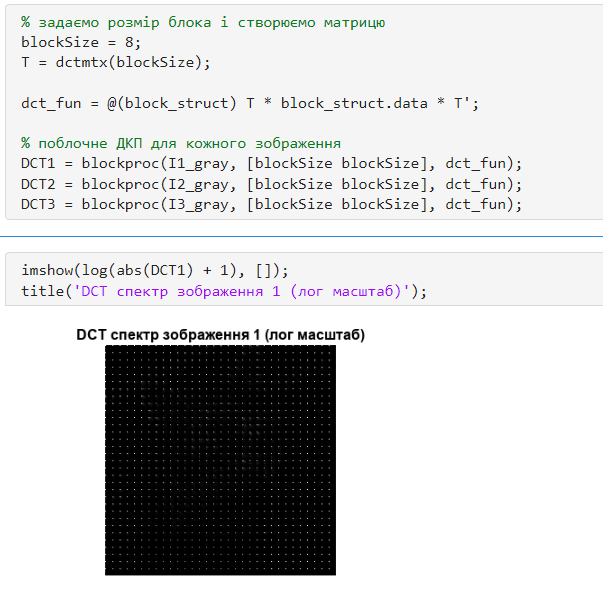 % задаємо розмір блока і створюємо матрицю
blockSize = 8;
T = dctmtx(blockSize);
dct_fun = @(block_struct) T * block_struct.data * T';
% поблочне ДКП для кожного зображення
DCT1 = blockproc(I1_gray, [blockSize blockSize], dct_fun);
DCT2 = blockproc(I2_gray, [blockSize blockSize], dct_fun);
DCT3 = blockproc(I3_gray, [blockSize blockSize], dct_fun);
imshow(log(abs(DCT1) + 1), []);
title('DCT спектр зображення 1 (лог масштаб)');
DCT спектр зображення 1 (лог масштаб)